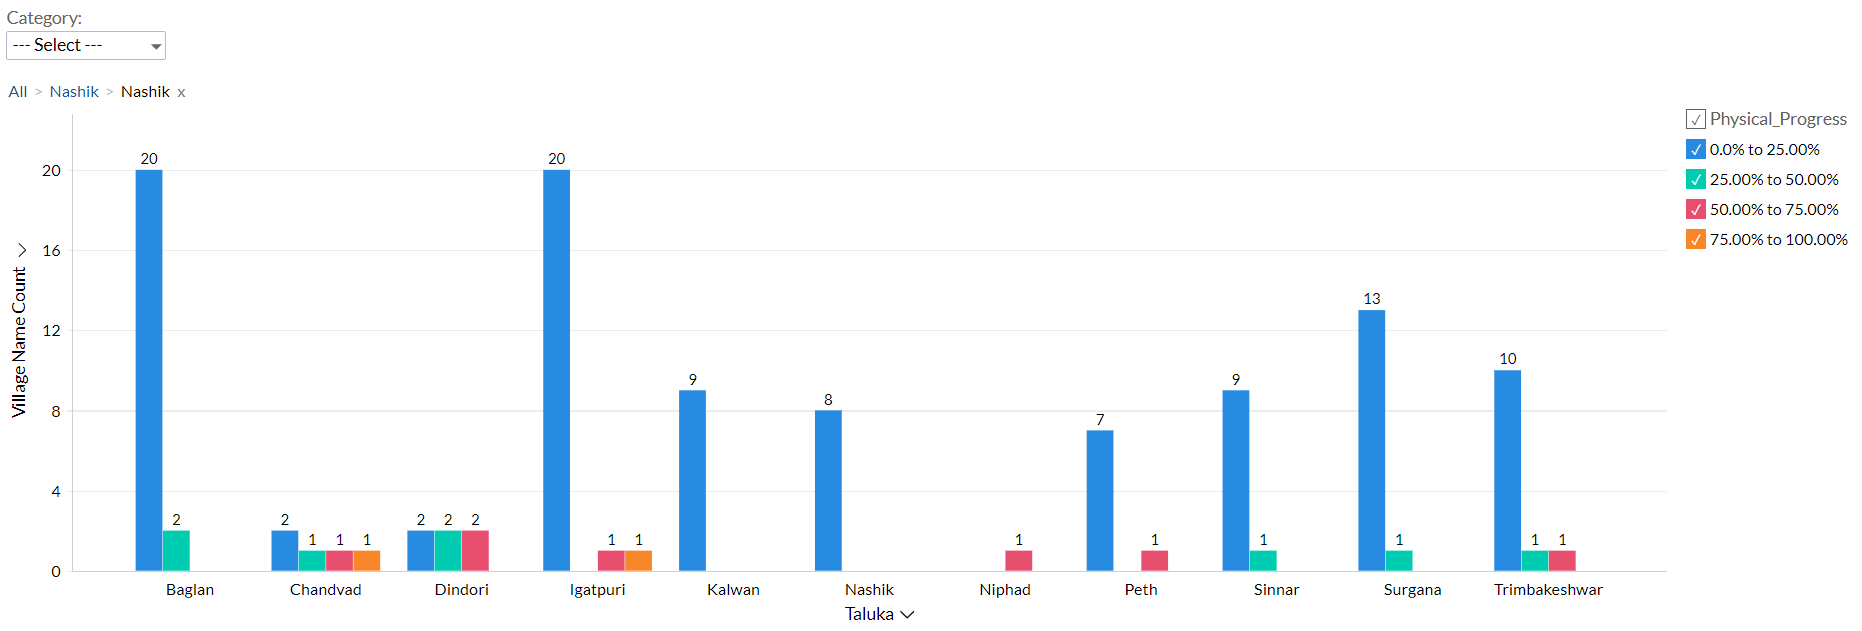 Category:
--- Select ---
All > Nashik > Nashik x
Physical_Progress
0.0% to 25.00%
25.00% to 50.00%
50.00% to 75.00%
75.00% to 100.00%
Village Name Count
20
16
12
8
4
0
20 2
2 1 1 1
2 2 2
20 1 1
9
8
1
7 1
9 1
13 1
10 1 1
Baglan Chandvad Dindori Igatpuri Kalwan Nashik Niphad Peth Sinnar Surgana Trimbakeshwar
Taluka